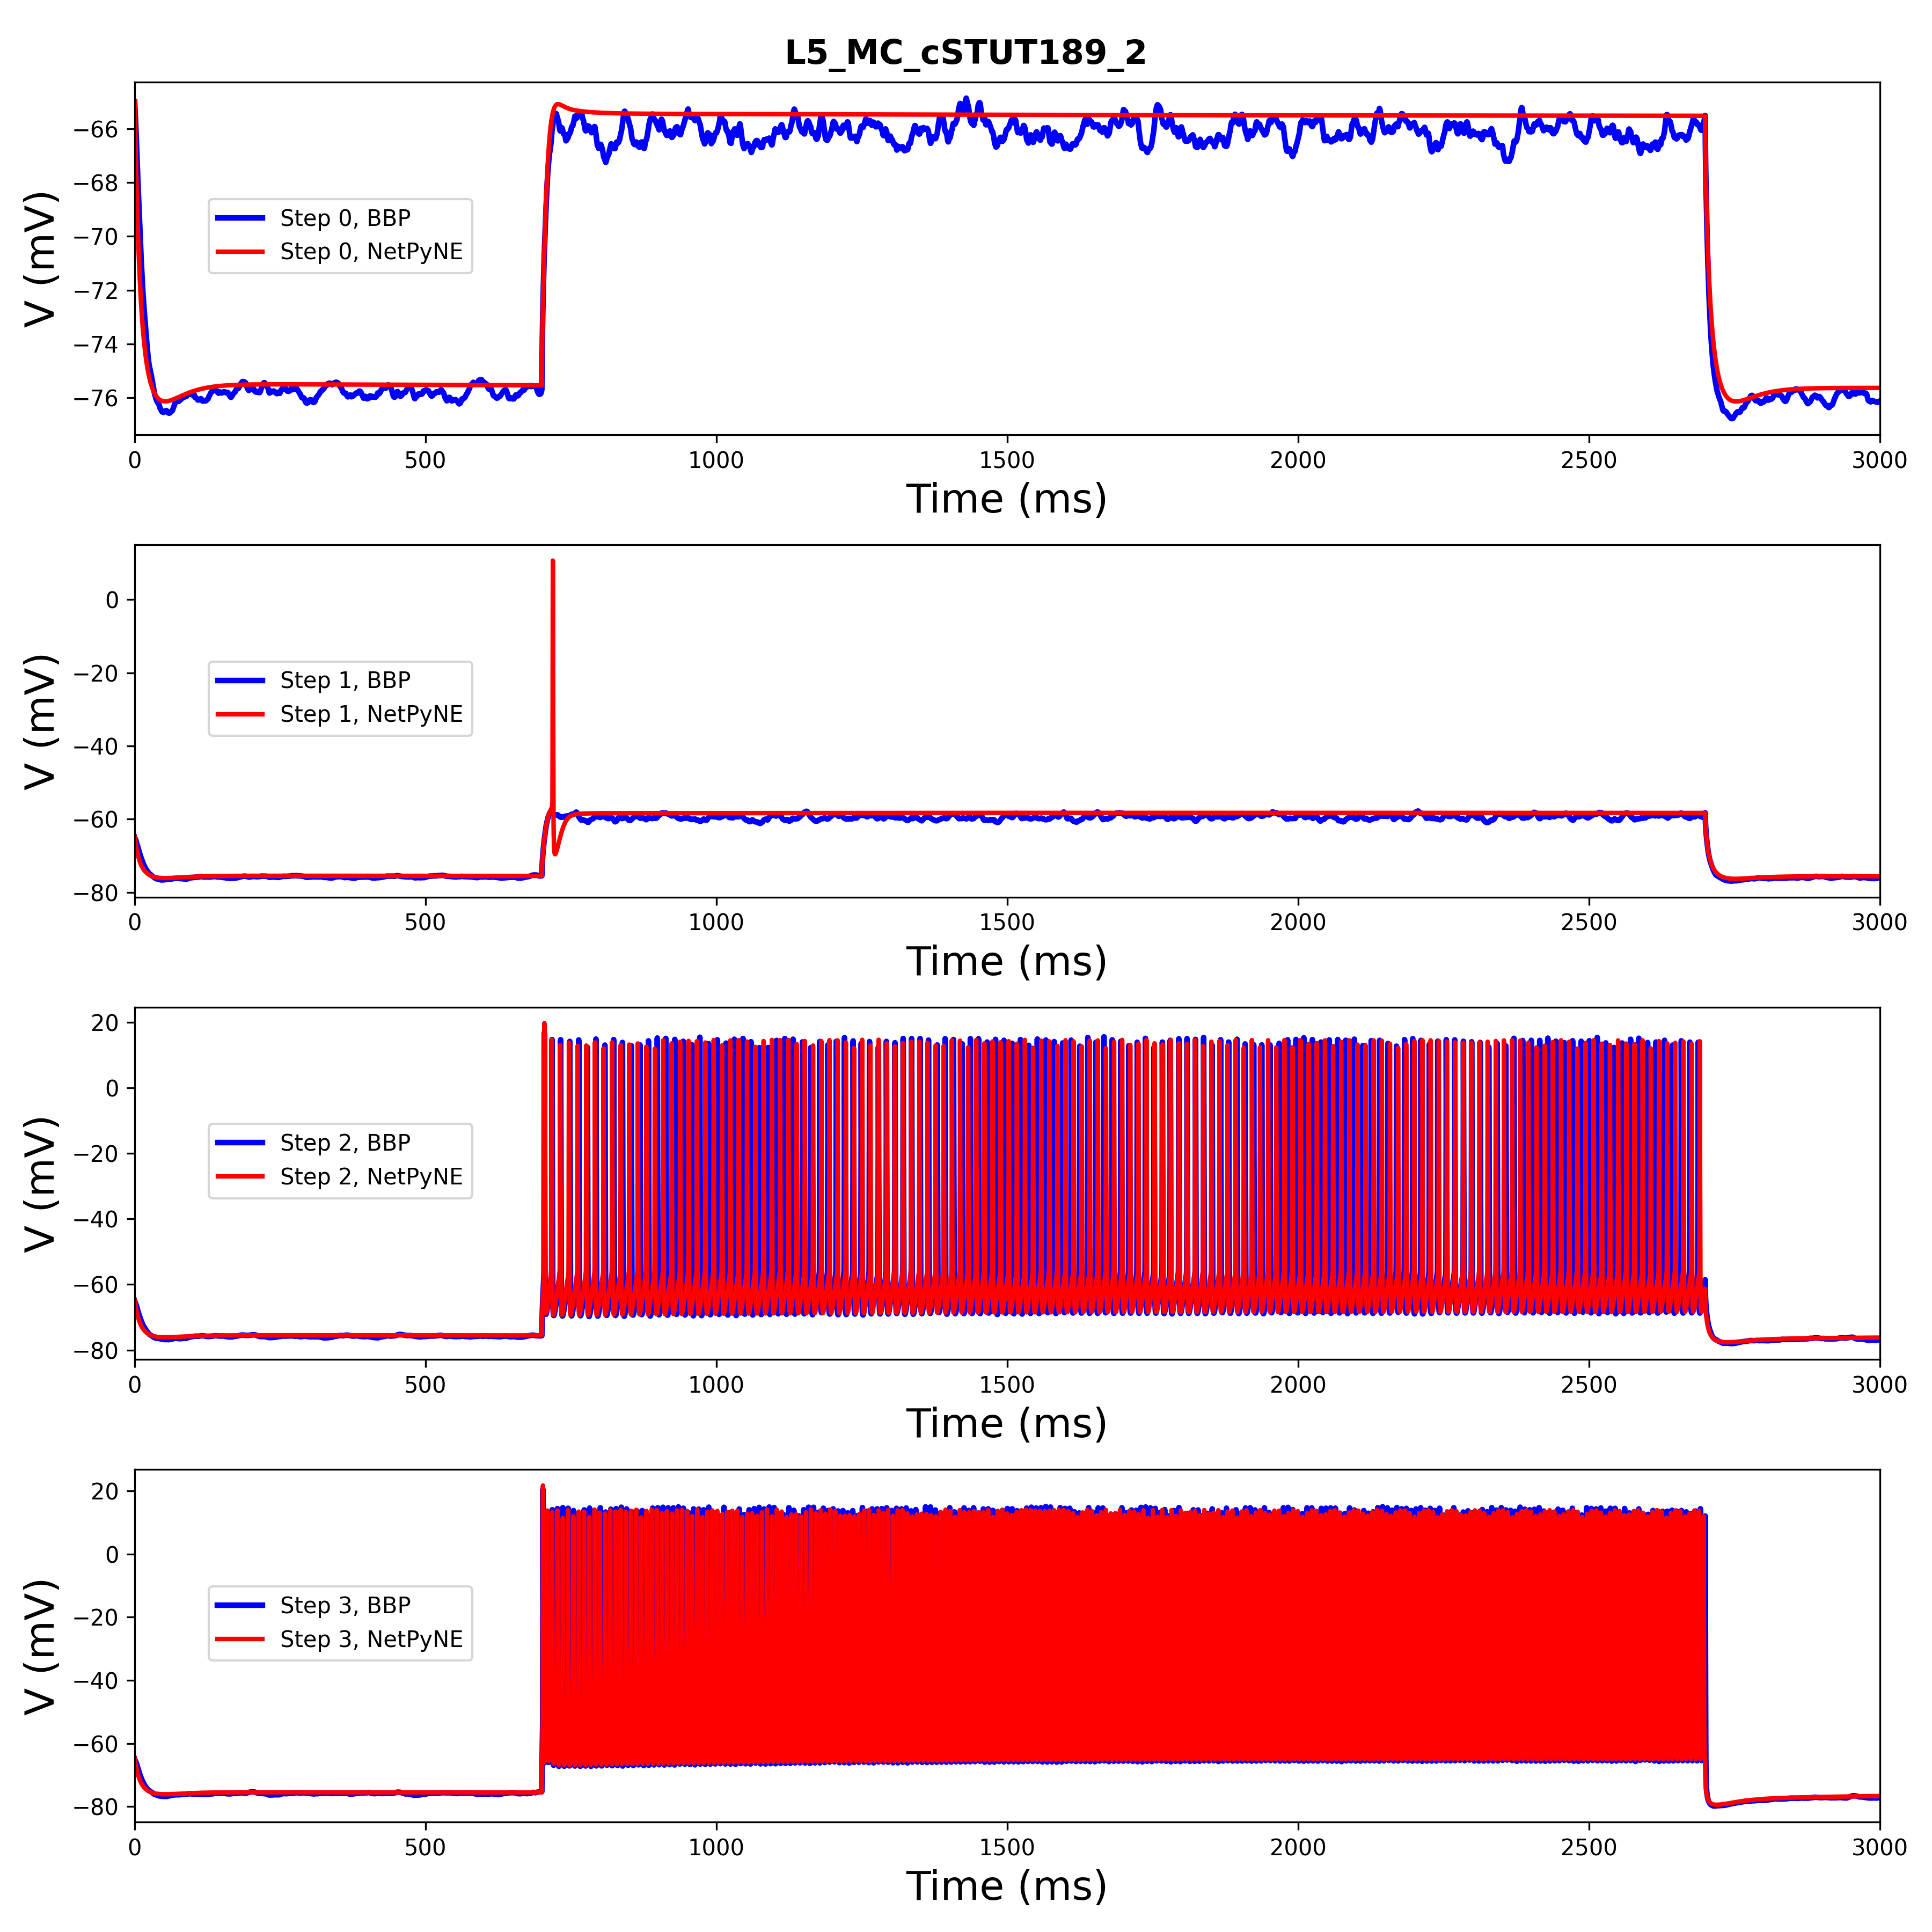 L5_MC_cSTUT189_2
V (mV)
−66
−68
−70
−72
−74
−76
Step 0, BBP
Step 0, NetPyNE
0 500 1000 1500 2000 2500 3000
Time (ms)
V (mV)
0
−20
−40
−60
−80
Step 1, BBP
Step 1, NetPyNE
0 500 1000 1500 2000 2500 3000
Time (ms)
V (mV)
20
0
−20
−40
−60
−80
Step 2, BBP
Step 2, NetPyNE
0 500 1000 1500 2000 2500 3000
Time (ms)
V (mV)
20
0
−20
−40
−60
−80
Step 3, BBP
Step 3, NetPyNE
0 500 1000 1500 2000 2500 3000
Time (ms)